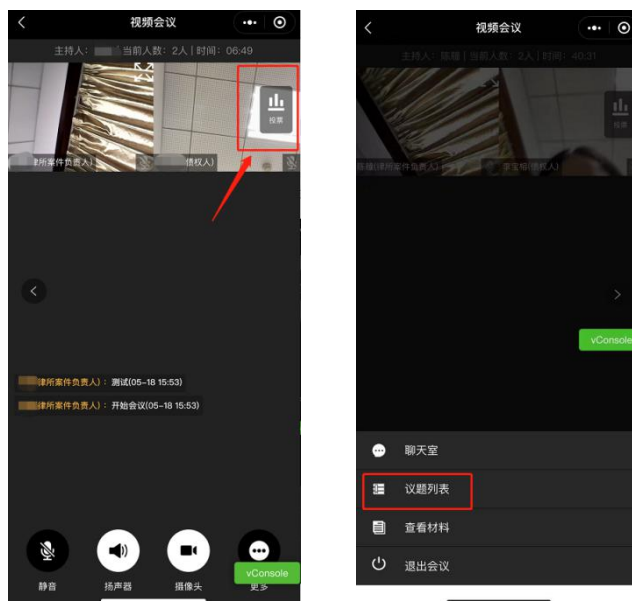 视频会议
主持人： 当前人数：2人 | 时间：06:49
投票
律所案件负责人)
债权人)
律所案件负责人)：测试(05-18 15:53)
律所案件负责人)：开始会议(05-18 15:53)
静音
扬声器
摄像头
更多
vConsole
视频会议
主持人：陈瞳 | 当前人数：2人 | 时间：40:31
投票
(律所案件负责人)
(债权人)
vConsole
聊天室
议题列表
查看材料
退出会议